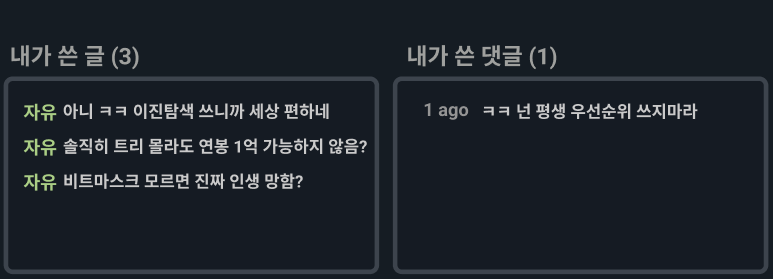 내가 쓴 글 (3)
자유 아니 ㅋㅋ 이진탐색 쓰니까 세상 편하네
자유 솔직히 트리 몰라도 연봉 1억 가능하지 않음?
자유 비트마스크 모르면 진짜 인생 망함?
내가 쓴 댓글 (1)
1 ago ㅋㅋ 넌 평생 우선순위 쓰지마라